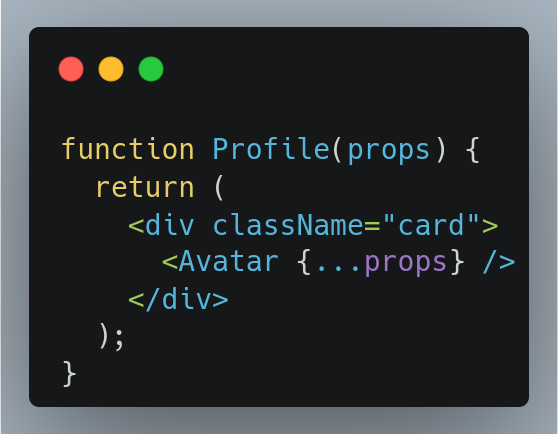 function Profile(props) {
  return (
    <div className="card">
      <Avatar {...props} />
    </div>
  );
}